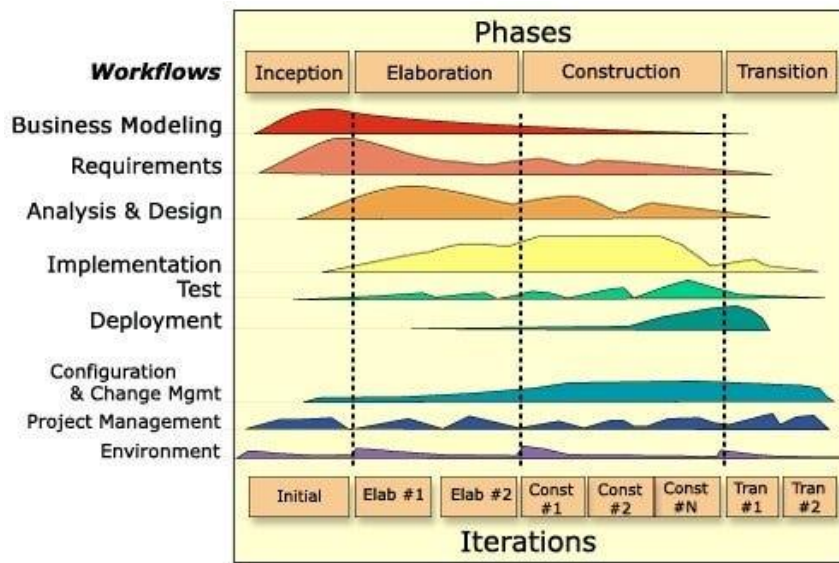 Phases
Workflows
Inception
Elaboration
Construction
Transition
Business Modeling
Requirements
Analysis & Design
Implementation
Test
Deployment
Configuration
& Change Mgmt
Project Management
Environment
Initial
Elab #1
Elab #2
Const
#1
Const
#2
Const
#N
Tran
#1
Tran
#2
Iterations